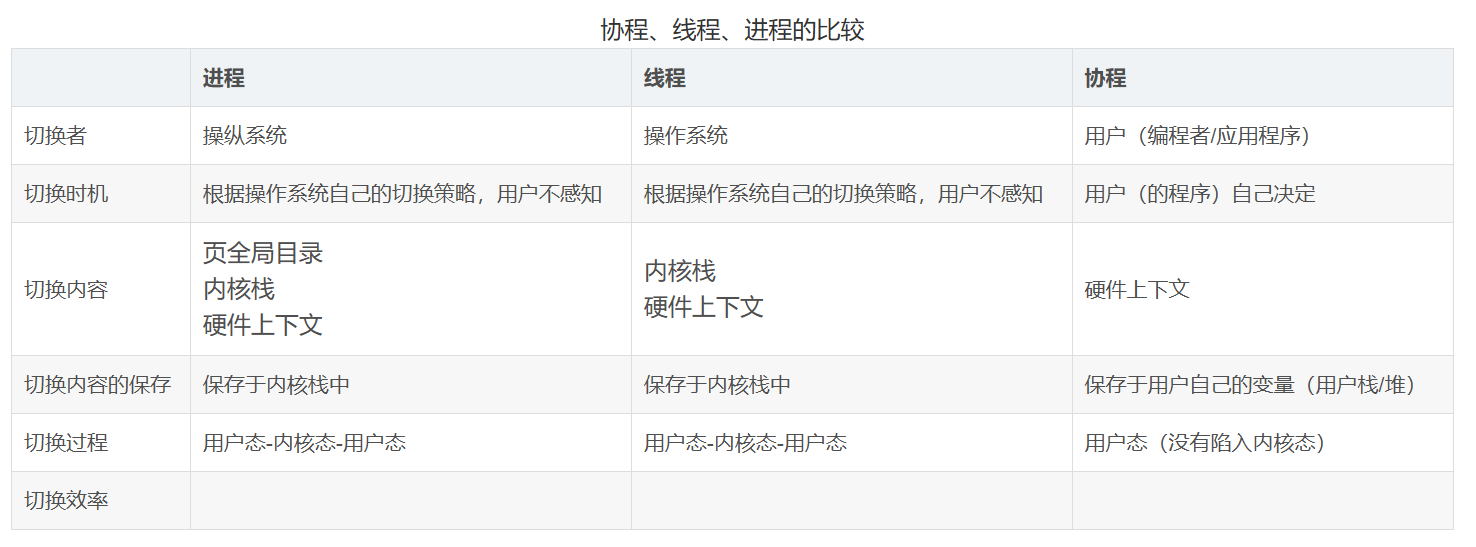 协程、线程、进程的比较
进程 线程 协程
切换者 操纵系统 操作系统 用户（编程者/应用程序）
切换时机 根据操作系统自己的切换策略，用户不感知 根据操作系统自己的切换策略，用户不感知 用户（的程序）自己决定
切换内容 页全局目录
内核栈
硬件上下文
内核栈
硬件上下文
硬件上下文
切换内容的保存 保存于内核栈中 保存于内核栈中 保存于用户自己的变量（用户栈/堆）
切换过程 用户态-内核态-用户态 用户态-内核态-用户态 用户态（没有陷入内核态）
切换效率